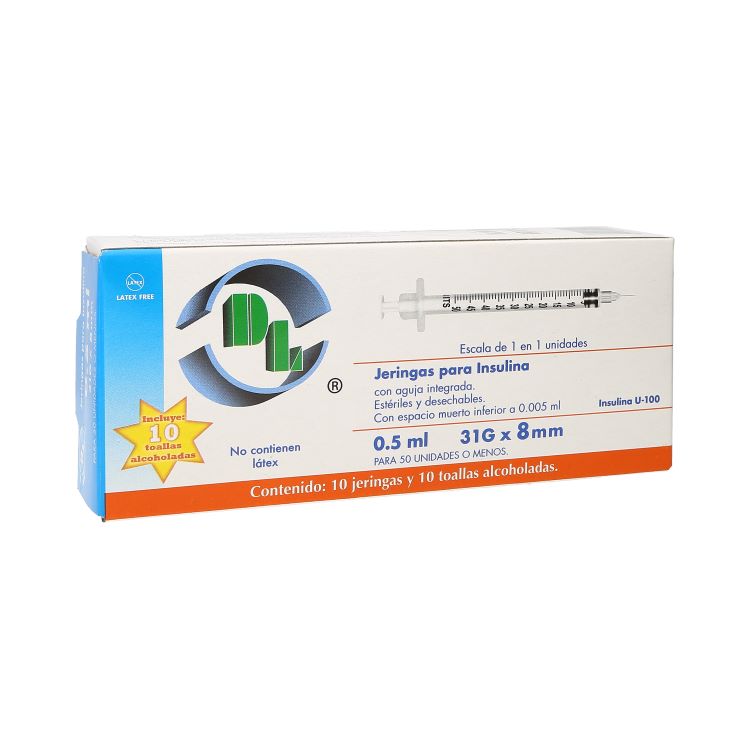 LATEX
LATEX FREE
DL
®
Incluye:
10
toallas
alcoholadas
No contienen
látex
Escala de 1 en 1 unidades
Jeringas para Insulina
con aguja integrada.
Estériles y desechables.
Con espacio muerto inferior a 0.005 ml
Insulina U-100
0.5 ml 31G x 8mm
PARA 50 UNIDADES O MENOS.
Contenido: 10 jeringas y 10 toallas alcoholadas.